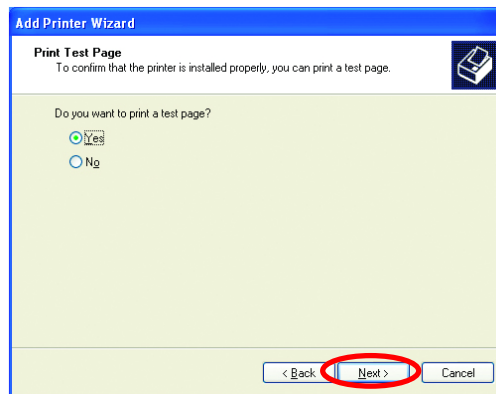 Add Printer Wizard
Print Test Page
To confirm that the printer is installed properly, you can print a test page.
Do you want to print a test page?
Yes
No
< Back Next > Cancel